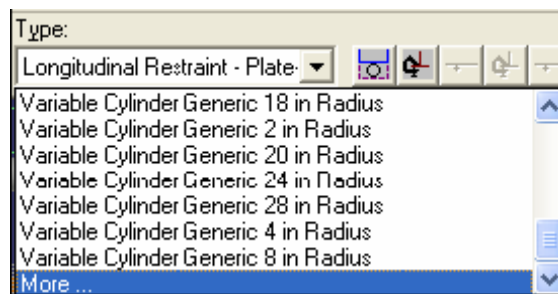 Type:
Longitudinal Restraint - Plate-
Variable Cylinder Generic 18 in Radius
Variable Cylinder Generic 2 in Radius
Variable Cylinder Generic 20 in Radius
Variable Cylinder Generic 24 in Radius
Variable Cylinder Generic 28 in Radius
Variable Cylinder Generic 4 in Radius
Variable Cylinder Generic 8 in Radius
More ...